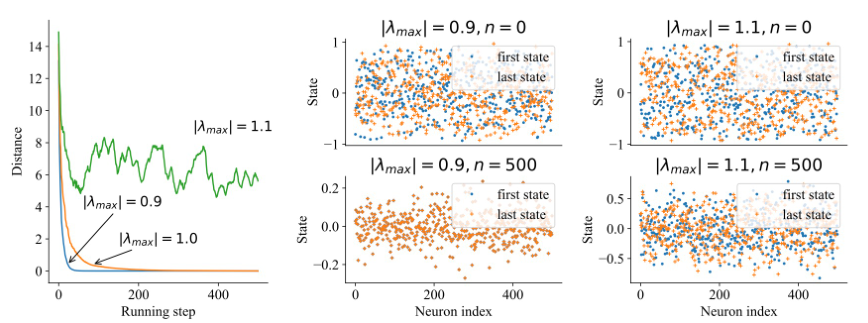 14
12
10
8
6
4
2
0
Distance
|λmax| = 1.1
|λmax| = 0.9
|λmax| = 1.0
0 200 400
Running step
|λmax| = 0.9, n = 0
1
0
−1
State
first state
last state
|λmax| = 1.1, n = 0
1
0
−1
State
first state
last state
|λmax| = 0.9, n = 500
0.2
0.0
−0.2
State
first state
last state
0 200 400
Neuron index
|λmax| = 1.1, n = 500
0.5
0.0
−0.5
State
first state
last state
0 200 400
Neuron index